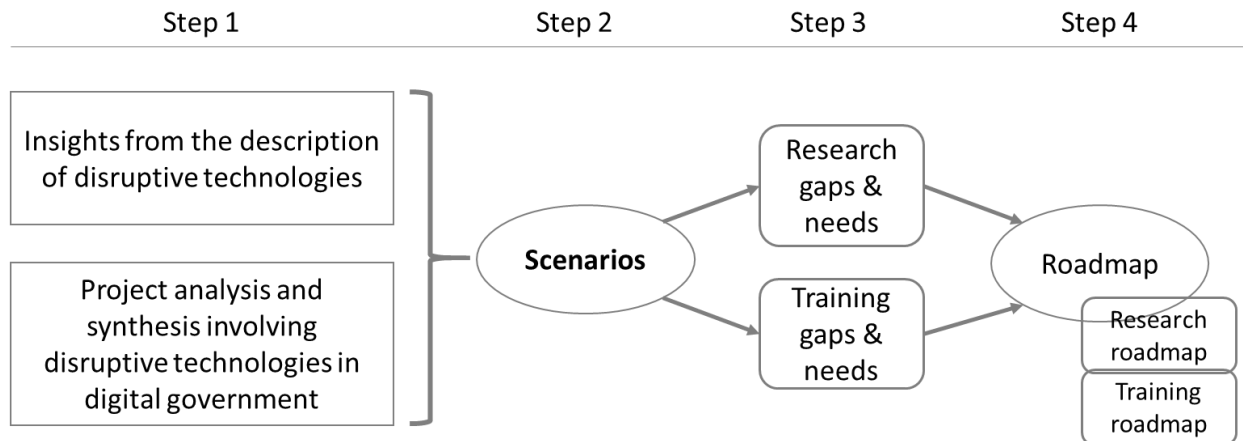 Step 1
Step 2
Step 3
Step 4
Insights from the description
of disruptive technologies
Project analysis and
synthesis involving
disruptive technologies in
digital government
Scenarios
Research
gaps &
needs
Training
gaps &
needs
Roadmap
Research
roadmap
Training
roadmap